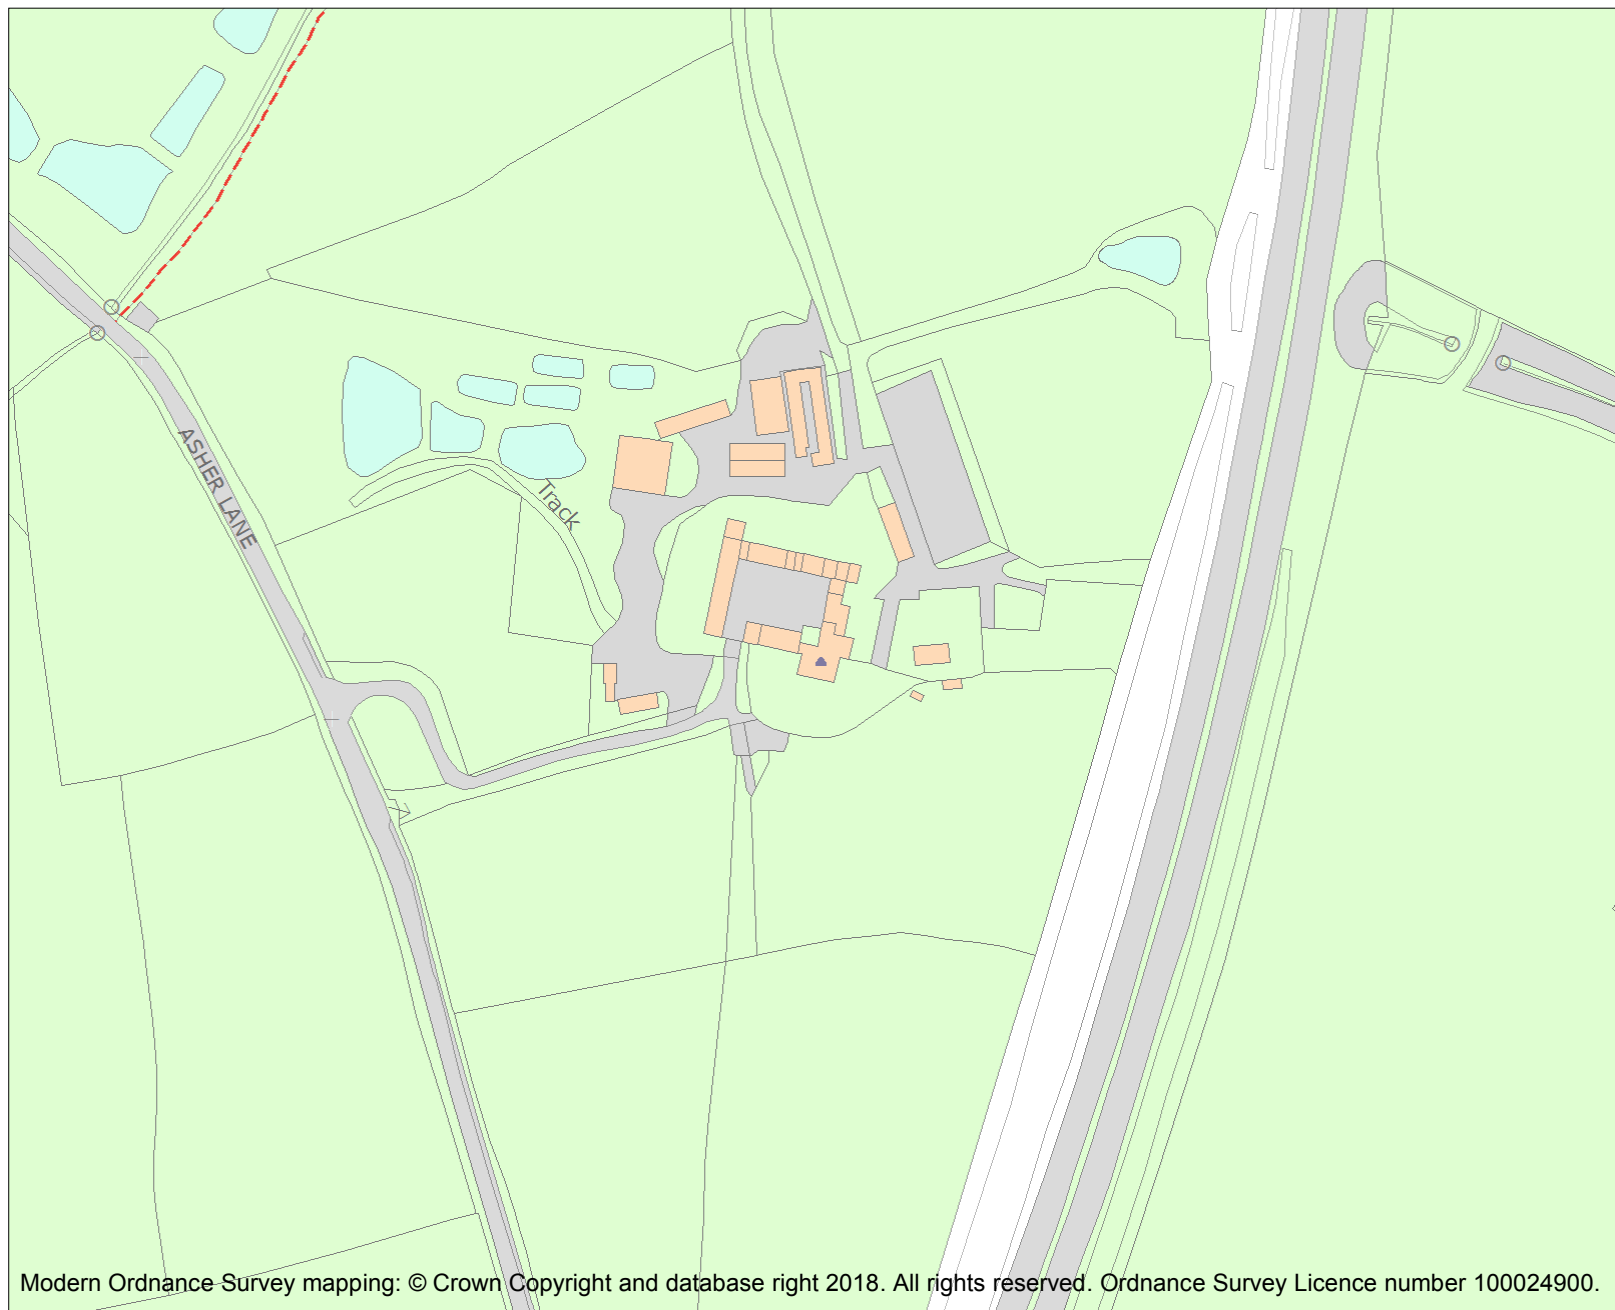 ASHER LANE
Track
Modern Ordnance Survey mapping: © Crown Copyright and database right 2018. All rights reserved. Ordnance Survey Licence number 100024900.